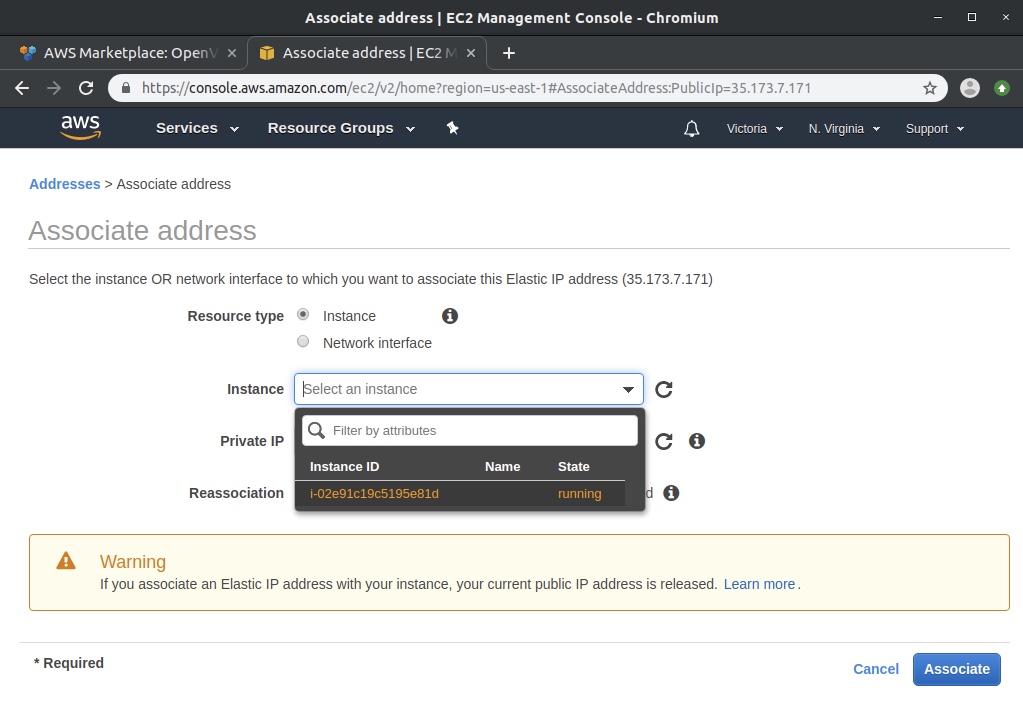 Associate address | EC2 Management Console - Chromium
AWS Marketplace: OpenV
Associate address | EC2 M
https://console.aws.amazon.com/ec2/v2/home?region=us-east-1#AssociateAddress:PublicIp=35.173.7.171
aws Services Resource Groups Victoria N. Virginia Support
Addresses > Associate address
Associate address
Select the instance OR network interface to which you want to associate this Elastic IP address (35.173.7.171)
Resource type Instance
Network interface
Instance Select an instance
Filter by attributes
Private IP
Instance ID Name State
Reassociation i-02e91c19c5195e81d running d
Warning
If you associate an Elastic IP address with your instance, your current public IP address is released. Learn more.
* Required
Cancel Associate